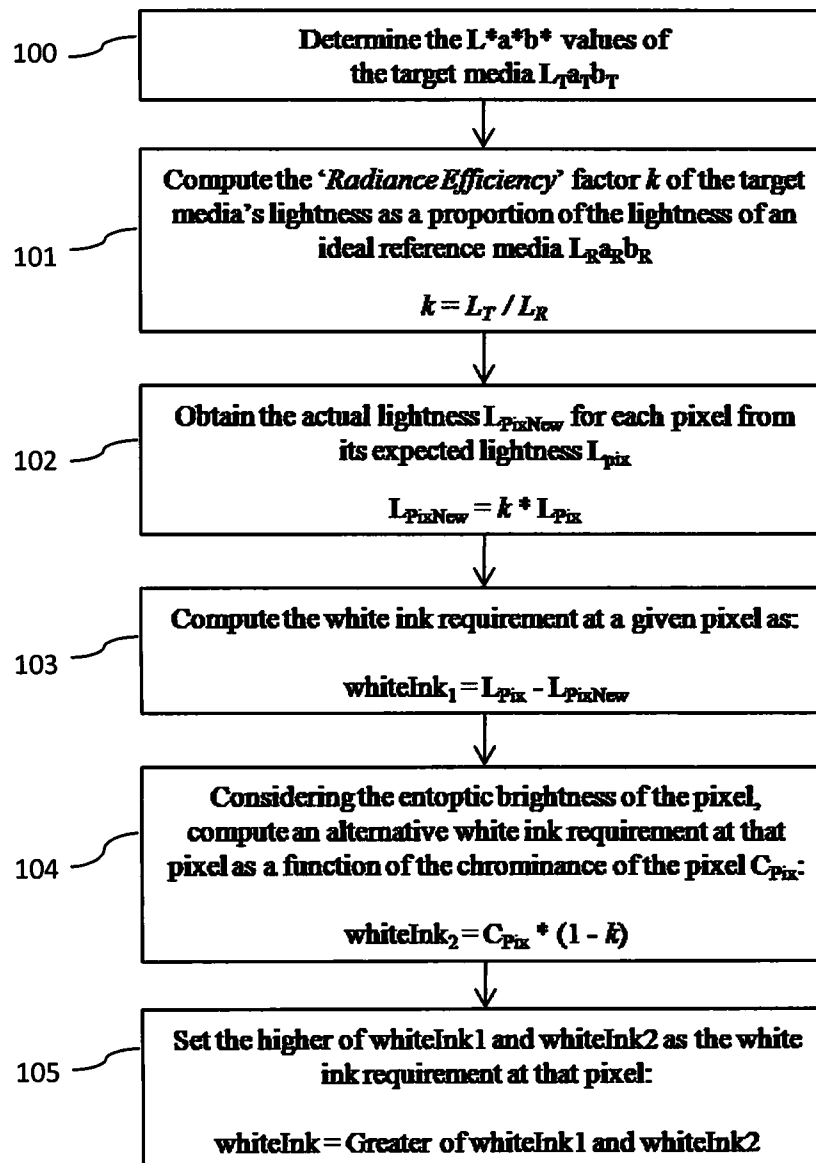 100
Determine the L*a*b* values of
the target media LTaTbT
101
Compute the ‘Radiance Efficiency’ factor k of the target
media’s lightness as a proportion of the lightness of an
ideal reference media LRaRbR
k = LT / LR
102
Obtain the actual lightness LPixNew for each pixel from
its expected lightness Lpix
LPixNew = k * LPix
103
Compute the white ink requirement at a given pixel as:
whiteInk1 = LPix - LPixNew
104
Considering the entoptic brightness of the pixel,
compute an alternative white ink requirement at that
pixel as a function of the chrominance of the pixel CPix:
whiteInk2 = CPix * (1 - k)
105
Set the higher of whiteInk1 and whiteInk2 as the white
ink requirement at that pixel:
whiteInk = Greater of whiteInk1 and whiteInk2